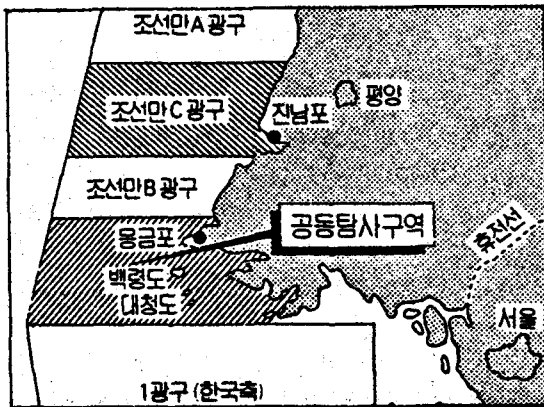 조선만A광구
조선만C광구
진남포
평양
조선만B광구
몽금포
공동탐사구역
백령도
대청도
휴전선
서울
1광구(한국측)